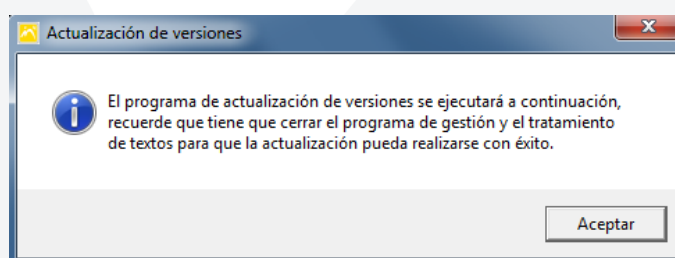 Actualización de versiones
El programa de actualización de versiones se ejecutará a continuación,
recuerde que tiene que cerrar el programa de gestión y el tratamiento
de textos para que la actualización pueda realizarse con éxito.
Aceptar